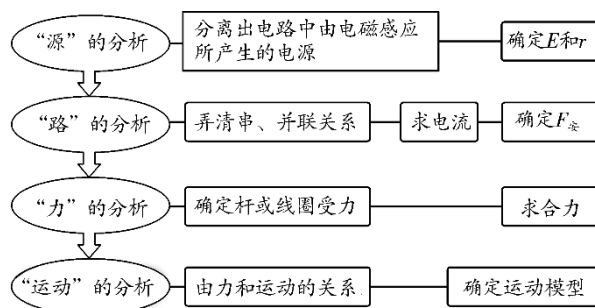 “源”的分析
分离出电路中由电磁感应
所产生的电源
确定E和r
“路”的分析
弄清串、并联关系
求电流
确定F安
“力”的分析
确定杆或线圈受力
求合力
“运动”的分析
由力和运动的关系
确定运动模型